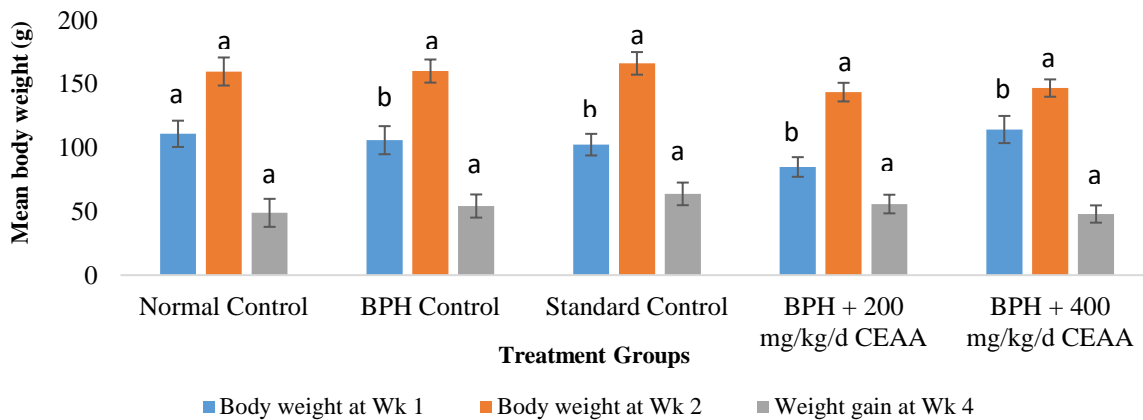 Mean body weight (g)
200
150
100
50
0
a
a
a
b
a
a
b
a
a
b
a
a
b
a
a
Normal Control
BPH Control
Standard Control
BPH + 200
mg/kg/d CEAA
BPH + 400
mg/kg/d CEAA
Treatment Groups
Body weight at Wk 1
Body weight at Wk 2
Weight gain at Wk 4